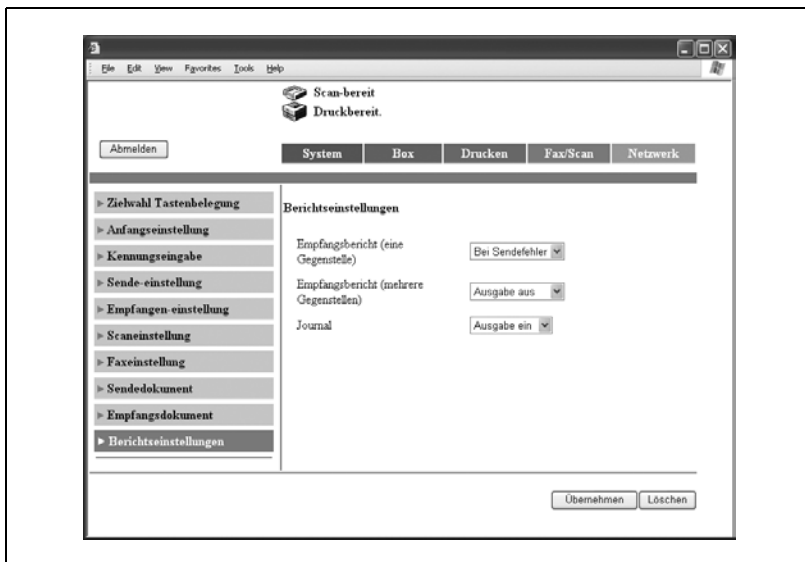 File Edit View Favorites Tools Help
Scan-bereit
Druckbereit.
Abmelden
System Box Drucken Fax/Scan Netzwerk
Zielwahl Tastenbelegung
Anfangseinstellung
Kennungseingabe
Sende-einstellung
Empfangen-einstellung
Scaneinstellung
Faxeinstellung
Sendedokument
Empfangsdokument
Berichtseinstellungen
Berichtseinstellungen
Empfangsbericht (eine
Gegenstelle)
Bei Sendefehler
Empfangsbericht (mehrere
Gegenstellen)
Ausgabe aus
Journal
Ausgabe ein
Übernehmen Löschen